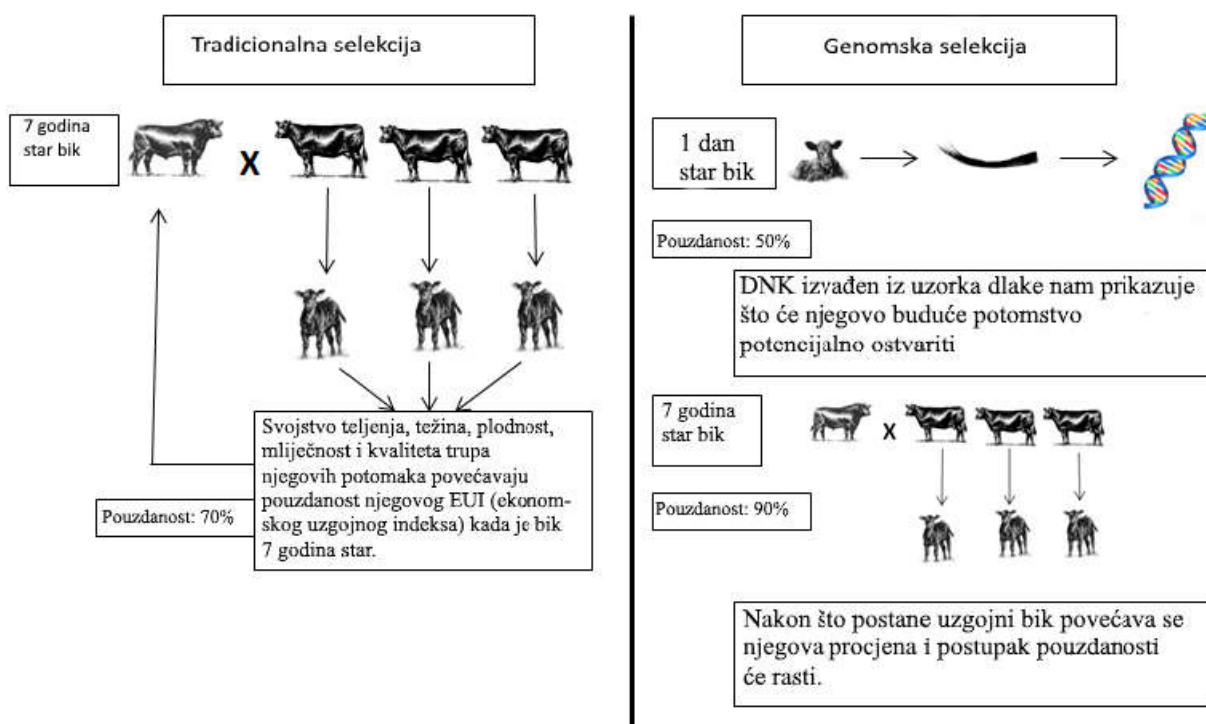 Tradicionalna selekcija
7 godina
star bik
X
Svojstvo teljenja, težina, plodnost,
mliječnost i kvaliteta trupa
njegovih potomaka povećavaju
pouzdanost njegovog EUI (ekonom-
skog uzgojnog indeksa) kada je bik
7 godina star.
Pouzdanost: 70%
Genomska selekcija
1 dan
star bik
Pouzdanost: 50%
DNK izvađen iz uzorka dlake nam prikazuje
što će njegovo buduće potomstvo
potencijalno ostvariti
7 godina
star bik
X
Pouzdanost: 90%
Nakon što postane uzgojni bik povećava se
njegova procjena i postupak pouzdanosti
će rasti.